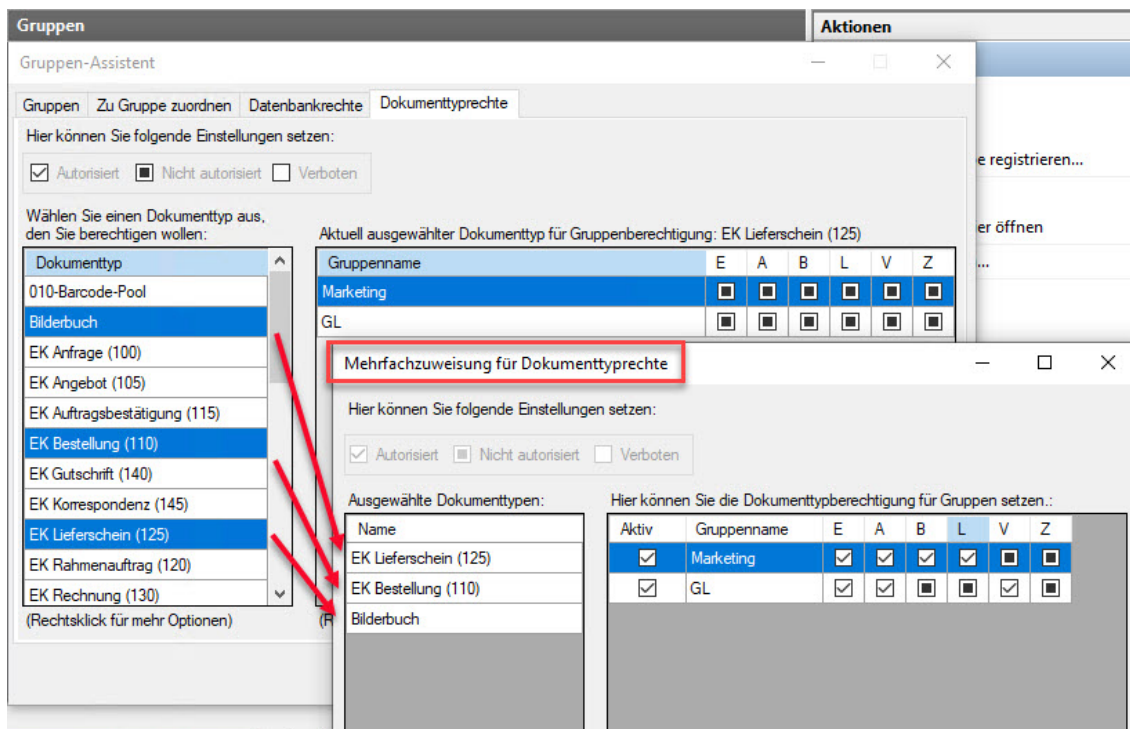 Gruppen
Aktionen
Gruppen-Assistent
Gruppen Zu Gruppe zuordnen Datenbankrechte Dokumenttyprechte
Hier können Sie folgende Einstellungen setzen:
Autorisiert Nicht autorisiert Verboten
e registrieren...
Wählen Sie einen Dokumenttyp aus,
den Sie berechtigen wollen:
Aktuell ausgewählter Dokumenttyp für Gruppenberechtigung: EK Lieferschein (125)
er öffnen
...
Dokumenttyp
010-Barcode-Pool
Bilderbuch
EK Anfrage (100)
EK Angebot (105)
EK Auftragsbestätigung (115)
EK Bestellung (110)
EK Gutschrift (140)
EK Korrespondenz (145)
EK Lieferschein (125)
EK Rahmenauftrag (120)
EK Rechnung (130)
(Rechtsklick für mehr Optionen)
Gruppenname E A B L V Z
Marketing
GL
(R
Mehrfachzuweisung für Dokumenttyprechte
Hier können Sie folgende Einstellungen setzen:
Autorisiert Nicht autorisiert Verboten
Ausgewählte Dokumenttypen:
Name
EK Lieferschein (125)
EK Bestellung (110)
Bilderbuch
Hier können Sie die Dokumenttypberechtigung für Gruppen setzen.:
Aktiv Gruppenname E A B L V Z
Marketing
GL